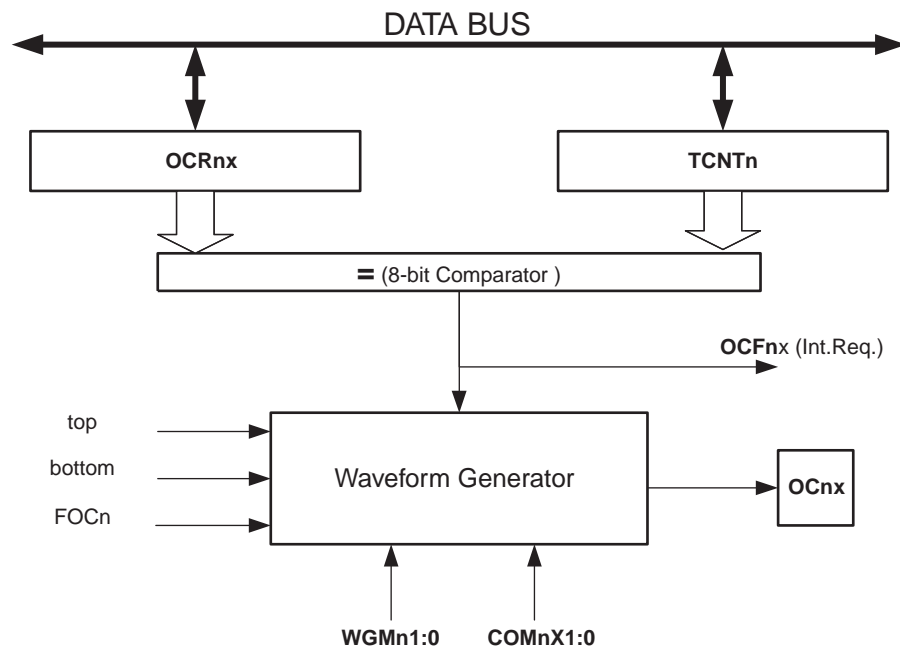 DATA BUS
OCRnx
TCNTn
= (8-bit Comparator )
OCFnx (Int.Req.)
top
bottom
FOCn
Waveform Generator
OCnx
WGMn1:0
COMnX1:0